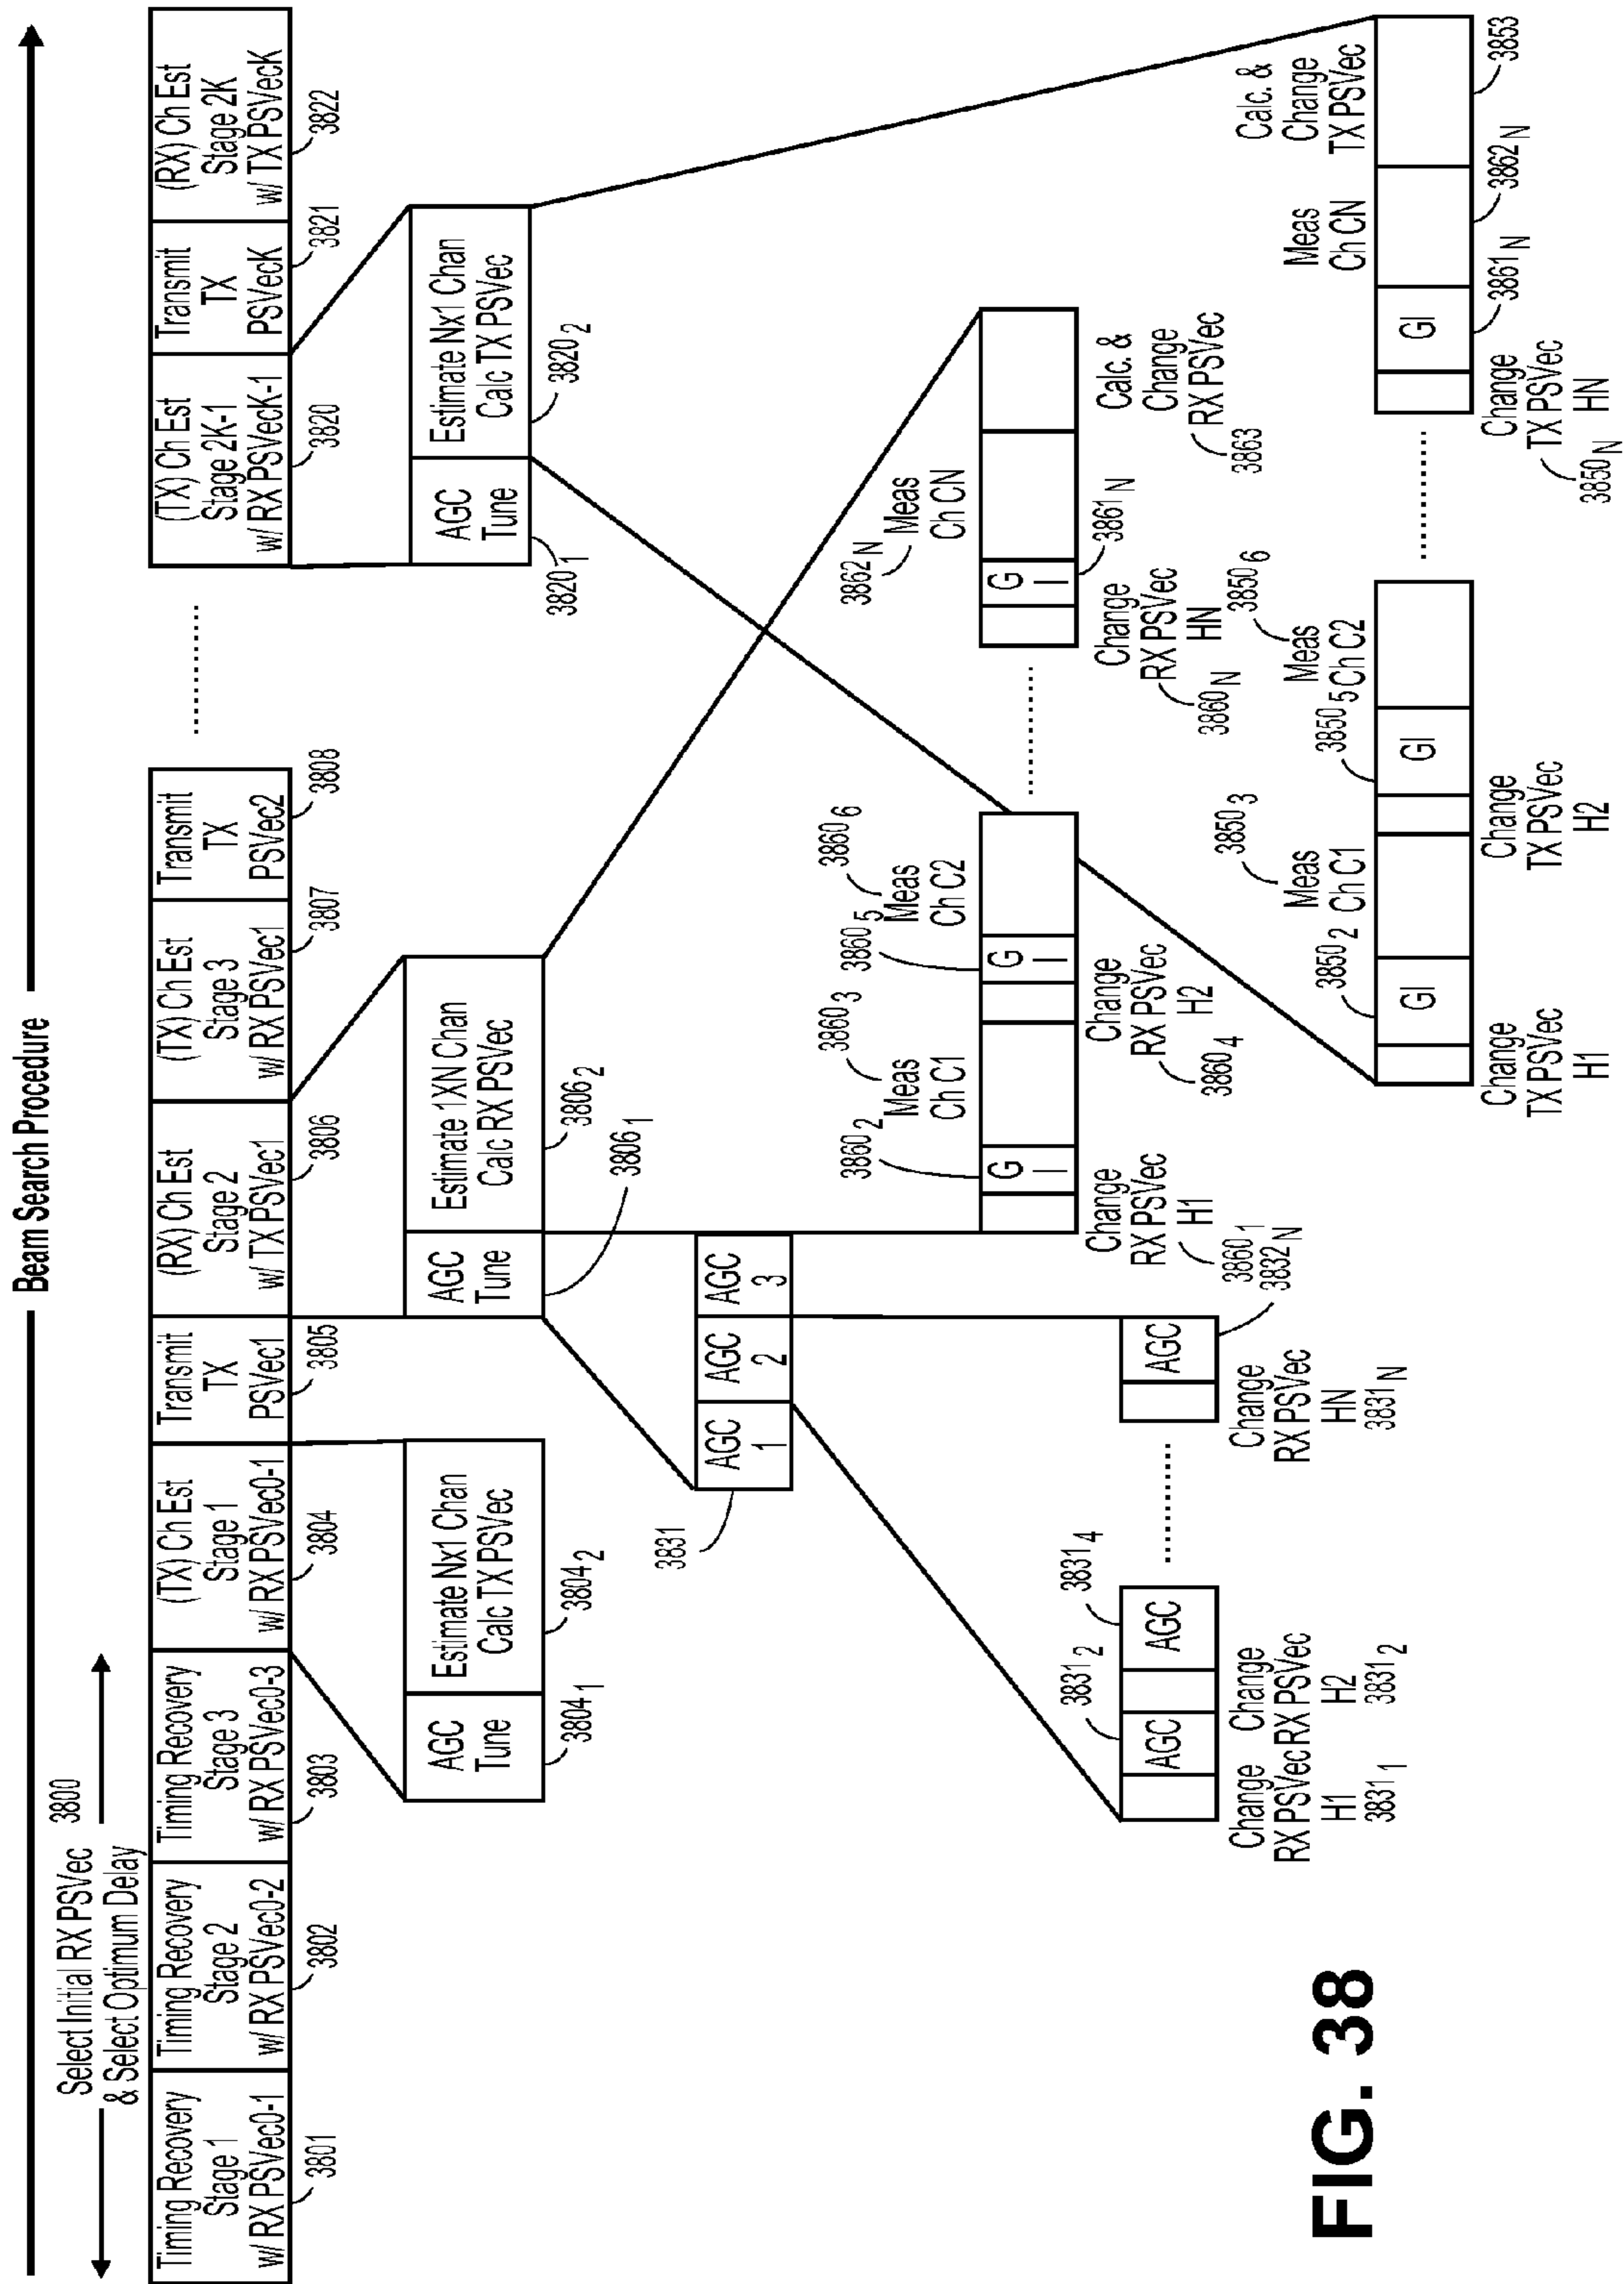 Beam Search Procedure
Select Initial RX PSVec 3800
& Select Optimum Delay
Timing Recovery
Stage 1
w/ RX PSVec0-1
3801
Timing Recovery
Stage 2
w/ RX PSVec0-2
3802
Timing Recovery
Stage 3
w/ RX PSVec0-3
3803
(TX) Ch Est
Stage 1
w/ RX PSVec0-1
3804
Transmit
TX
PSVec1
3805
(RX) Ch Est
Stage 2
w/ TX PSVec1
3806
(TX) Ch Est
Stage 3
w/ RX PSVec1
3807
Transmit
TX
PSVec2
3808
(TX) Ch Est
Stage 2K-1
w/ RX PSVecK-1
3820
Transmit
TX
PSVecK
3821
(RX) Ch Est
Stage 2K
w/ TX PSVecK
3822
AGC
Tune
3804 1
Estimate Nx1 Chan
Calc TX PSVec
3804 2
AGC
Tune
3806 1
Estimate 1XN Chan
Calc RX PSVec
3806 2
AGC
Tune
3820 1
Estimate Nx1 Chan
Calc TX PSVec
3820 2
3831
AGC
1
AGC
2
AGC
3
3860 2
Meas
Ch C1
3860 3
3860 5
Meas
Ch C2
3860 6
3862 N
Meas
Ch CN
G I
G I
G I
3861 N
Change
RX PSVec
H1
3860 1
Change
RX PSVec
H2
3860 4
Change
RX PSVec
HN
3860 N
Calc. &
Change
RX PSVec
3863
3831 2
3831 4
AGC
AGC
AGC
3832 N
Change
RX PSVec
H1
3831 1
Change
RX PSVec
H2
3831 2
Change
RX PSVec
HN
3831 N
3850 2
Meas
Ch C1
3850 3
3850 5
Meas
Ch C2
3850 6
Meas
Ch CN
Calc. &
Change
TX PSVec
GI
GI
GI
3861 N
3862 N
3853
Change
TX PSVec
H1
Change
TX PSVec
H2
Change
TX PSVec
HN
3850 N
FIG. 38